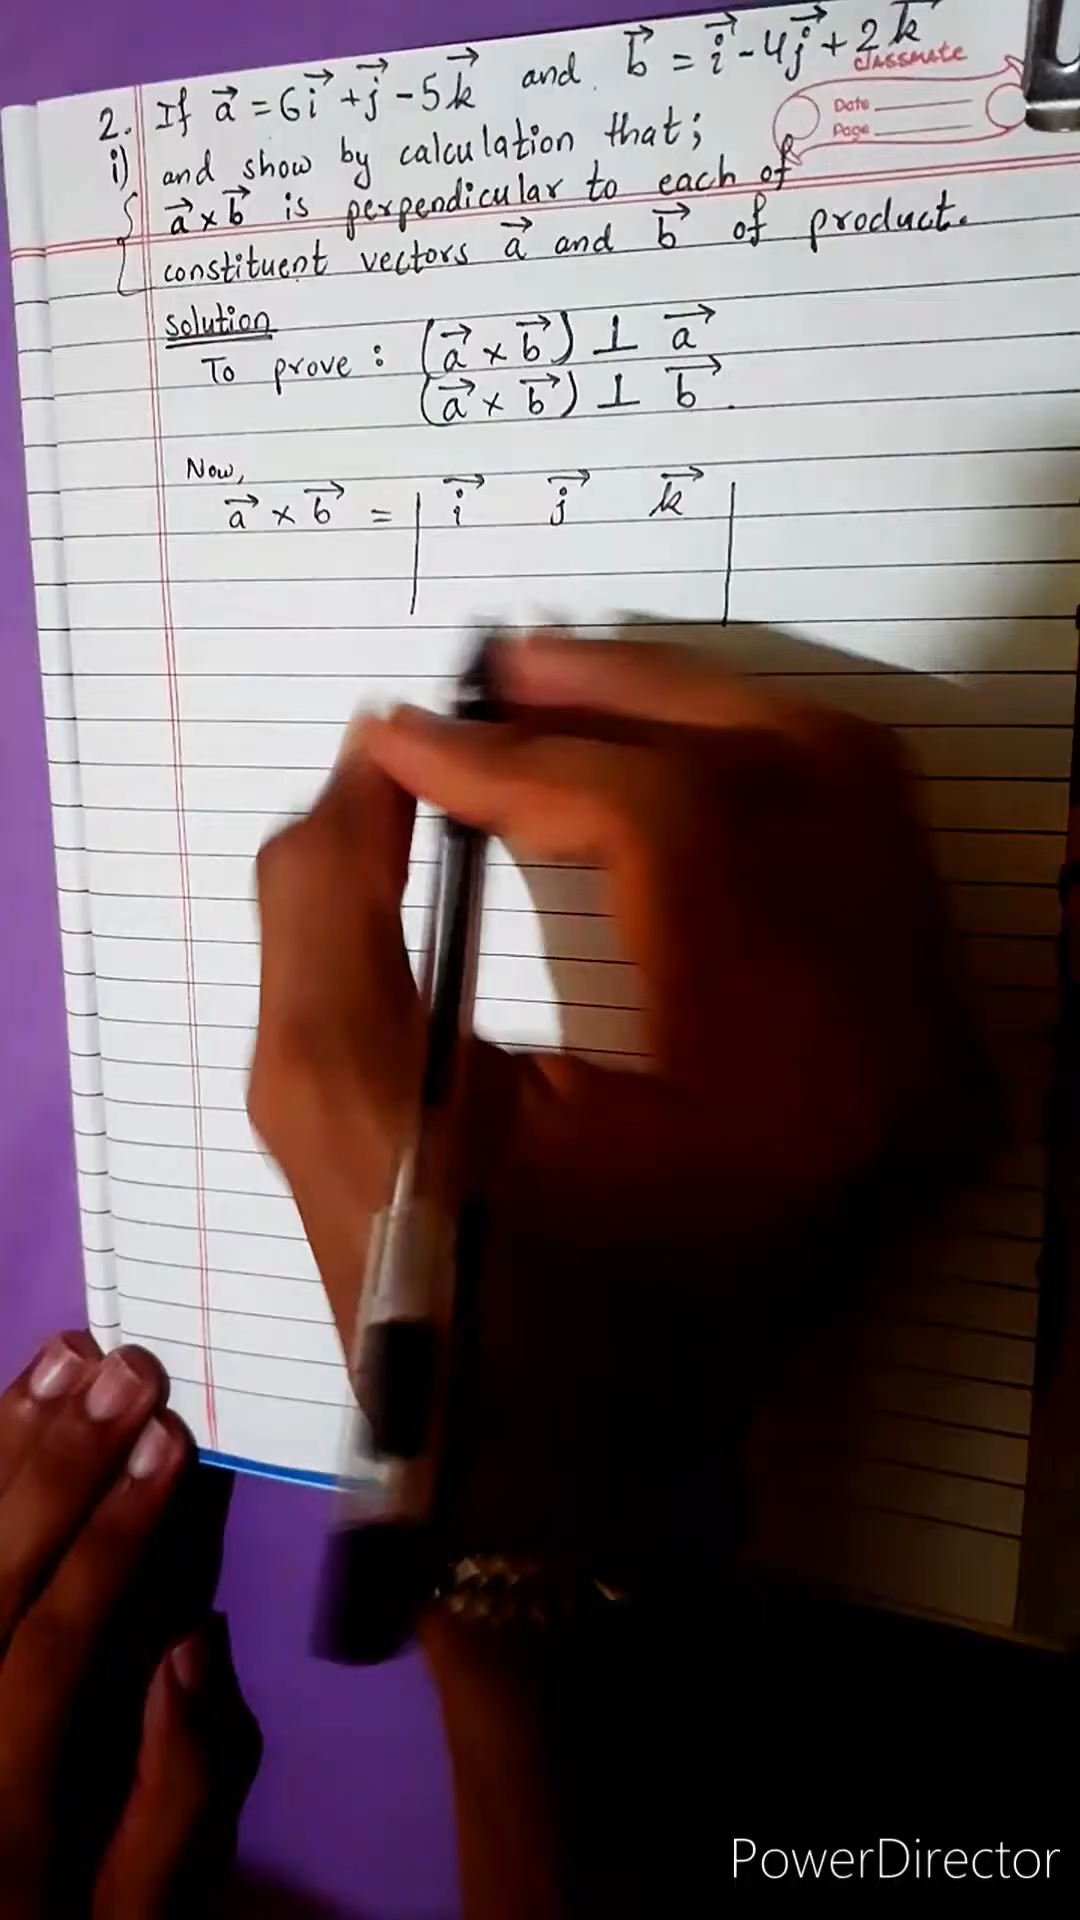 2. If a⃗ = 6i⃗ + j⃗ - 5k⃗ and b⃗ = i⃗ - 4j⃗ + 2k⃗
classmate
Date
Page
i) and show by calculation that;
a⃗ x b⃗ is perpendicular to each of
constituent vectors a⃗ and b⃗ of product.
solution
To prove : (a⃗ x b⃗) ⊥ a⃗
(a⃗ x b⃗) ⊥ b⃗.
Now,
a⃗ x b⃗ = | i⃗ j⃗ k⃗ |
PowerDirector